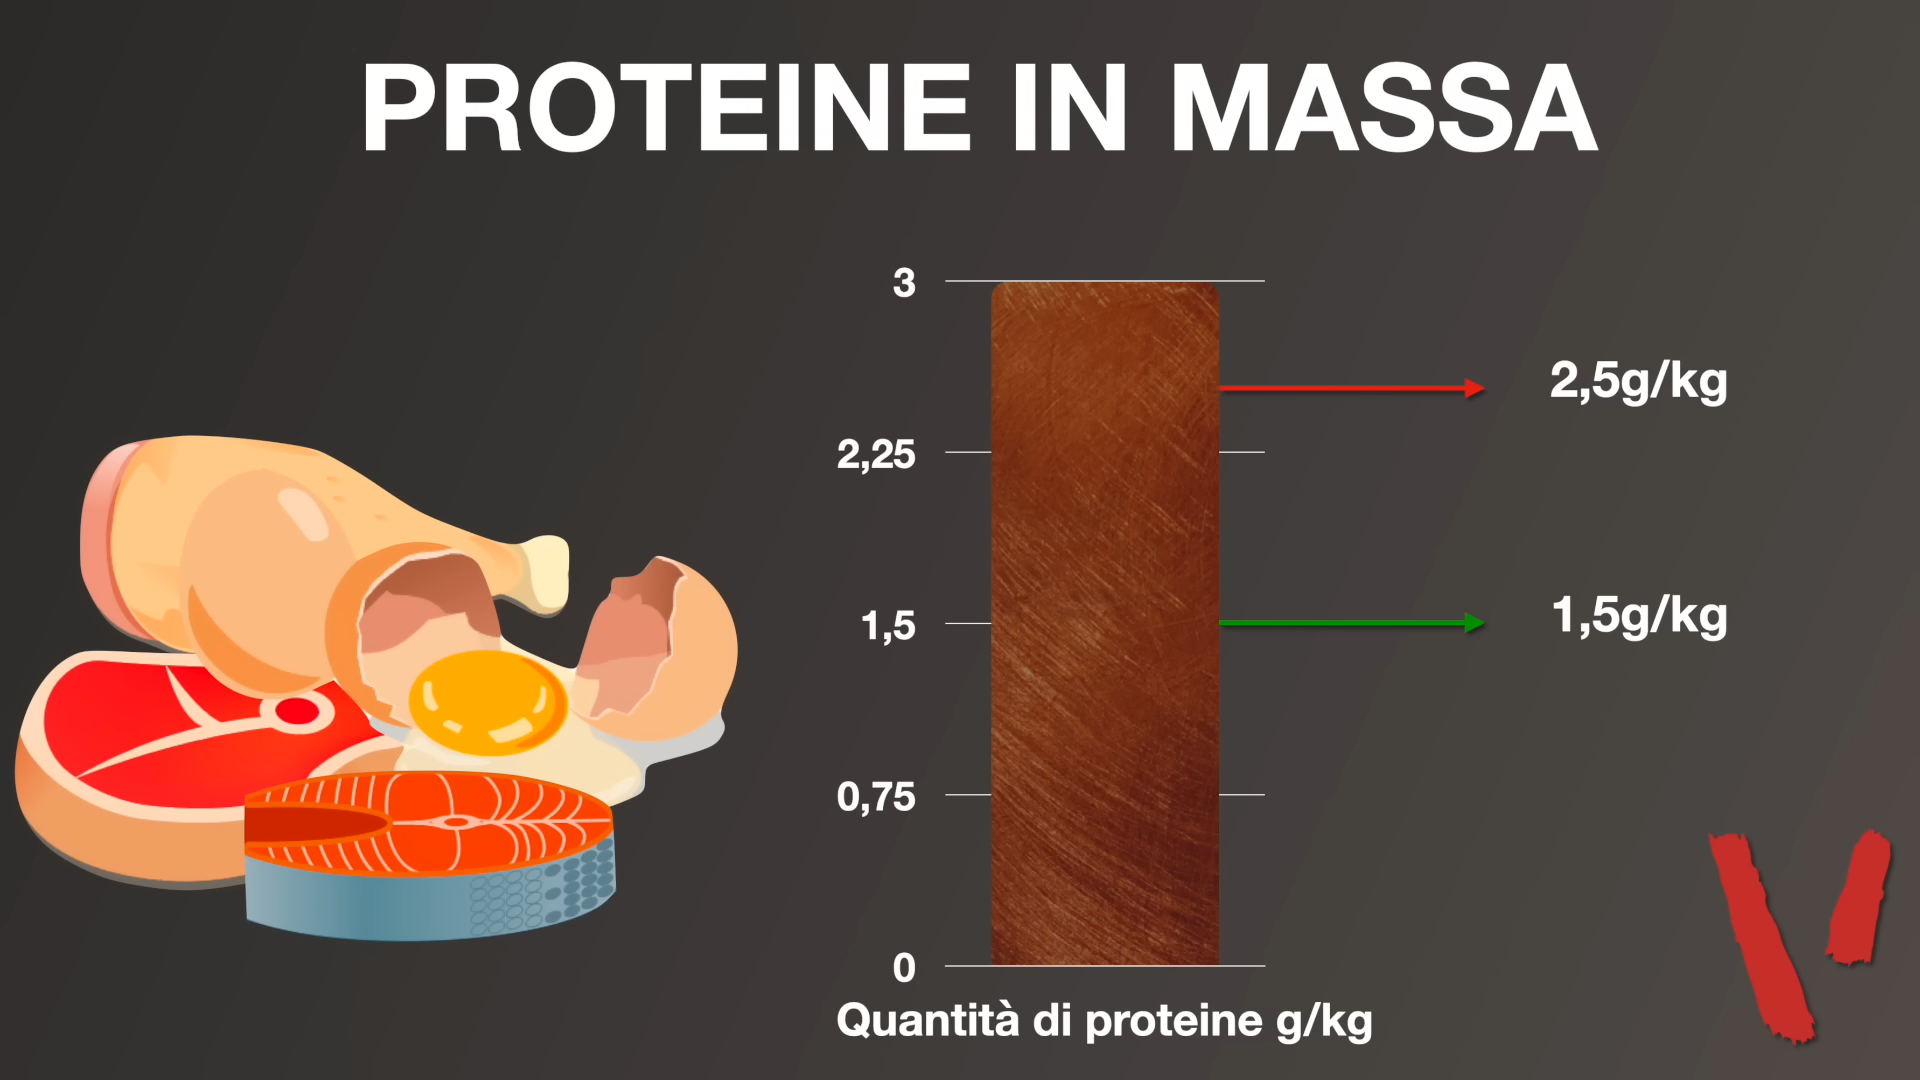 PROTEINE IN MASSA
3
2,5g/kg
2,25
1,5g/kg
1,5
0,75
0
Quantità di proteine g/kg